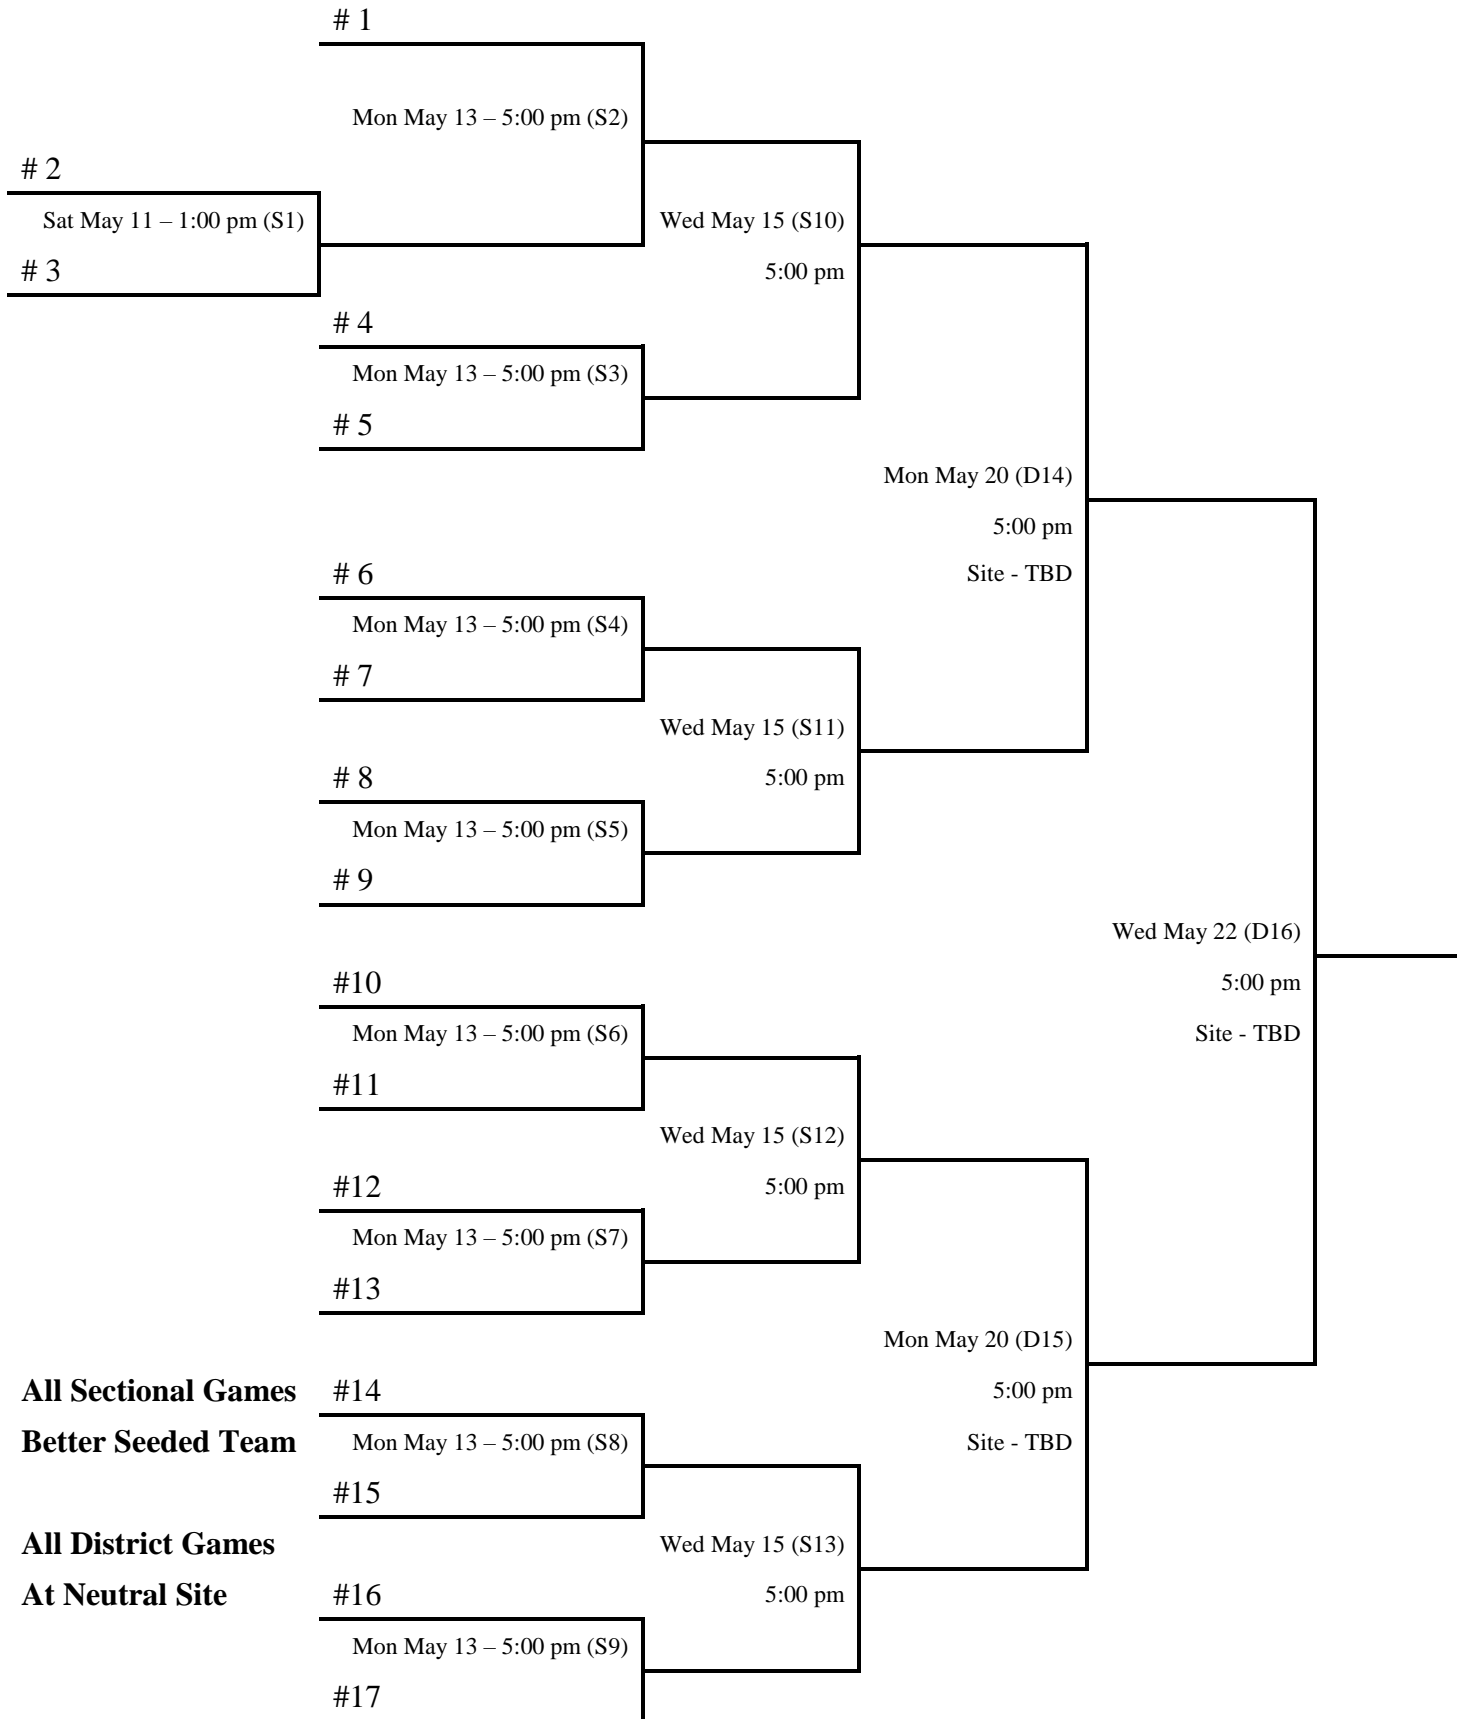 # 1
Mon May 13 – 5:00 pm (S2)
# 2
Sat May 11 – 1:00 pm (S1)
Wed May 15 (S10)
# 3
5:00 pm
# 4
Mon May 13 – 5:00 pm (S3)
# 5
Mon May 20 (D14)
5:00 pm
# 6
Site - TBD
Mon May 13 – 5:00 pm (S4)
# 7
Wed May 15 (S11)
# 8
5:00 pm
Mon May 13 – 5:00 pm (S5)
# 9
Wed May 22 (D16)
#10
5:00 pm
Mon May 13 – 5:00 pm (S6)
Site - TBD
#11
Wed May 15 (S12)
#12
5:00 pm
Mon May 13 – 5:00 pm (S7)
#13
Mon May 20 (D15)
All Sectional Games
#14
5:00 pm
Better Seeded Team
Mon May 13 – 5:00 pm (S8)
Site - TBD
#15
All District Games
Wed May 15 (S13)
At Neutral Site
#16
5:00 pm
Mon May 13 – 5:00 pm (S9)
#17